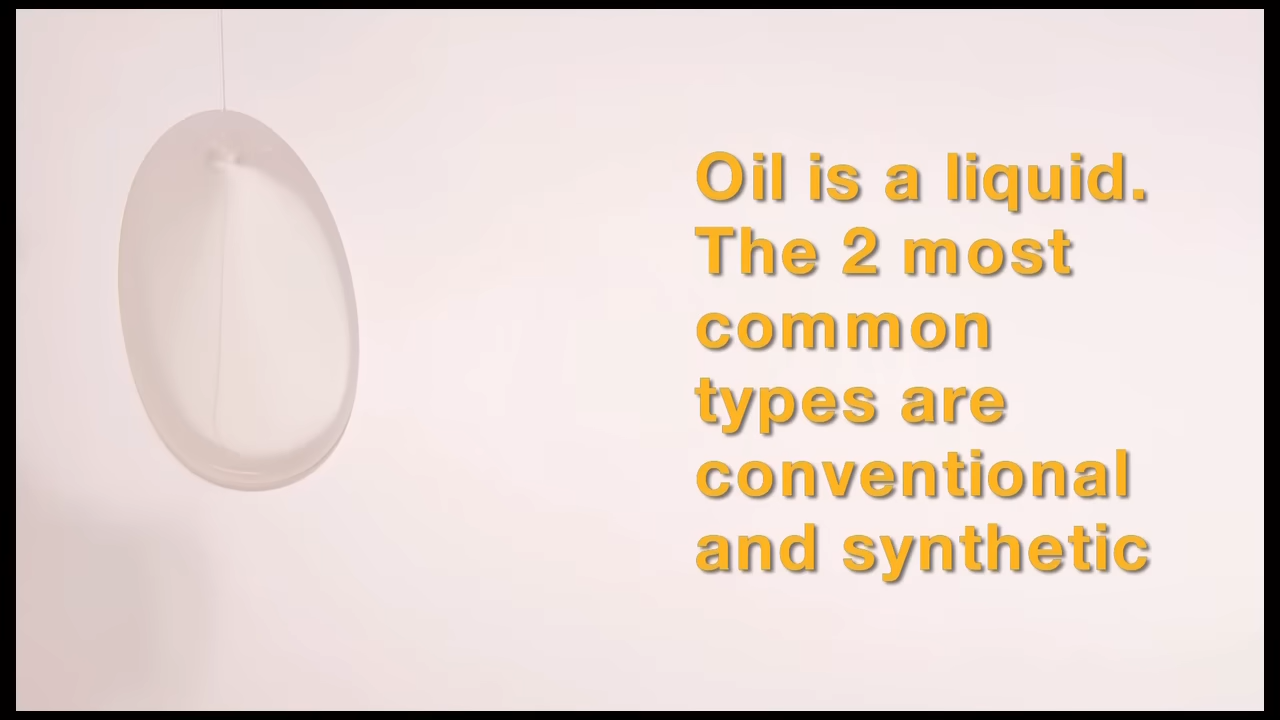 Oil is a liquid.
The 2 most
common
types are
conventional
and synthetic